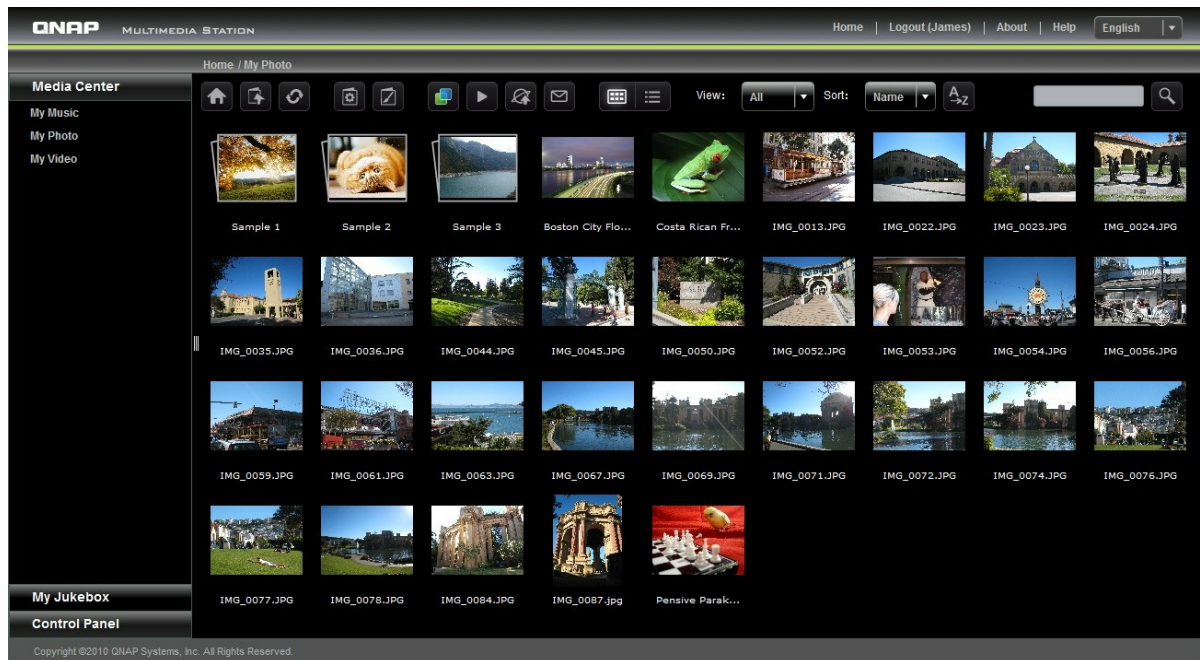 QNAP MULTIMEDIA STATION
Home | Logout (James) | About | Help English
Home / My Photo
Media Center
My Music
My Photo
My Video
View: All Sort: Name A→Z
Sample 1 Sample 2 Sample 3 Boston City Flo... Costa Rican Fr... IMG_0013.JPG IMG_0022.JPG IMG_0023.JPG IMG_0024.JPG
IMG_0035.JPG IMG_0036.JPG IMG_0044.JPG IMG_0045.JPG IMG_0050.JPG IMG_0052.JPG IMG_0053.JPG IMG_0054.JPG IMG_0056.JPG
IMG_0059.JPG IMG_0061.JPG IMG_0063.JPG IMG_0067.JPG IMG_0069.JPG IMG_0071.JPG IMG_0072.JPG IMG_0074.JPG IMG_0076.JPG
IMG_0077.JPG IMG_0078.JPG IMG_0084.JPG IMG_0087.jpg Pensive Parak...
My Jukebox
Control Panel
Copyright ©2010 QNAP Systems, Inc. All Rights Reserved.